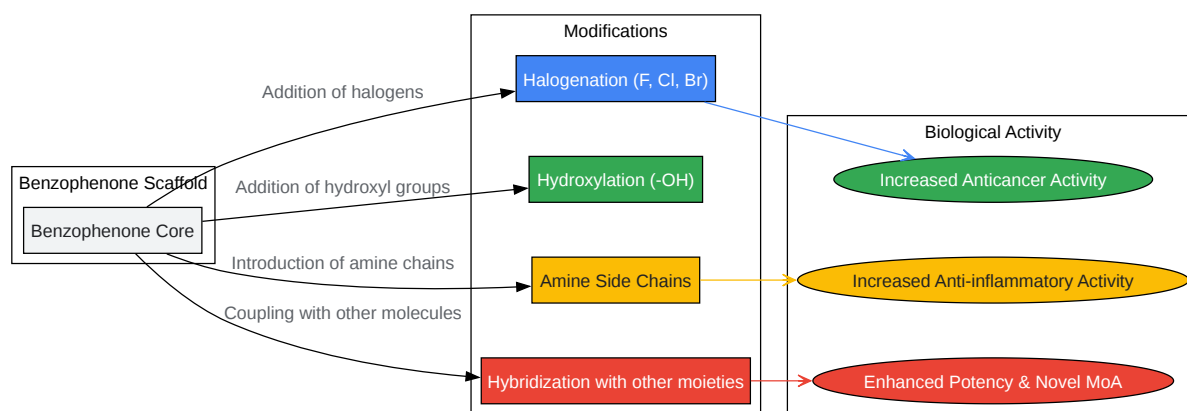 Modifications
Halogenation (F, Cl, Br)
Addition of halogens
Biological Activity
Benzophenone Scaffold
Addition of hydroxyl groups
Hydroxylation (-OH)
Increased Anticancer Activity
Benzophenone Core
Introduction of amine chains
Amine Side Chains
Increased Anti-inflammatory Activity
Coupling with other molecules
Hybridization with other moieties
Enhanced Potency & Novel MoA